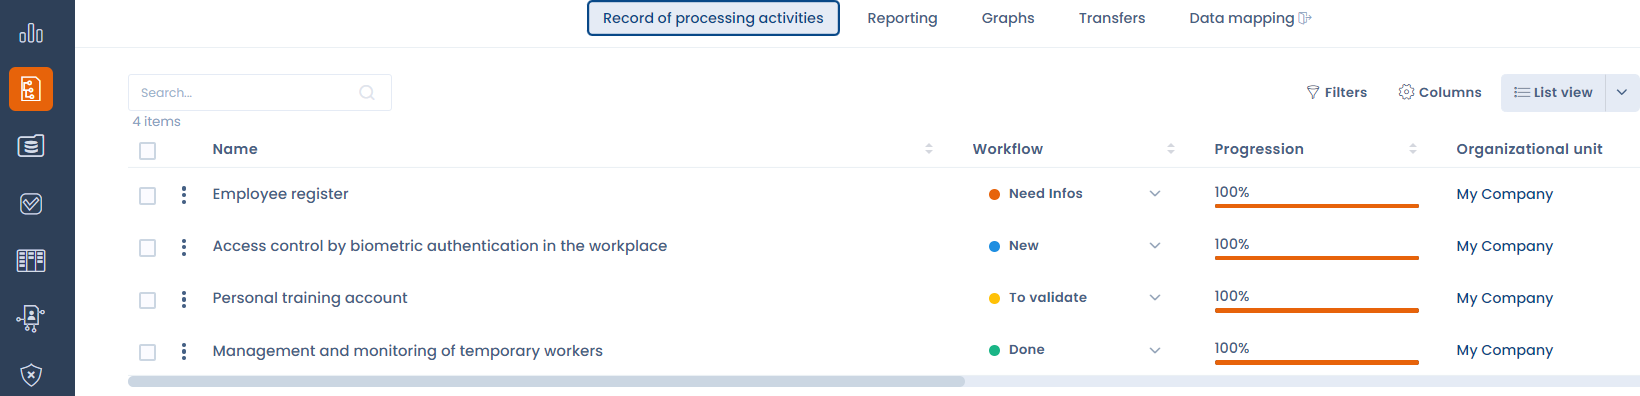 Record of processing activities Reporting Graphs Transfers Data mapping
Search...
Filters Columns List view
4 items
Name Workflow Progression Organizational unit
Employee register Need Infos 100% My Company
Access control by biometric authentication in the workplace New 100% My Company
Personal training account To validate 100% My Company
Management and monitoring of temporary workers Done 100% My Company